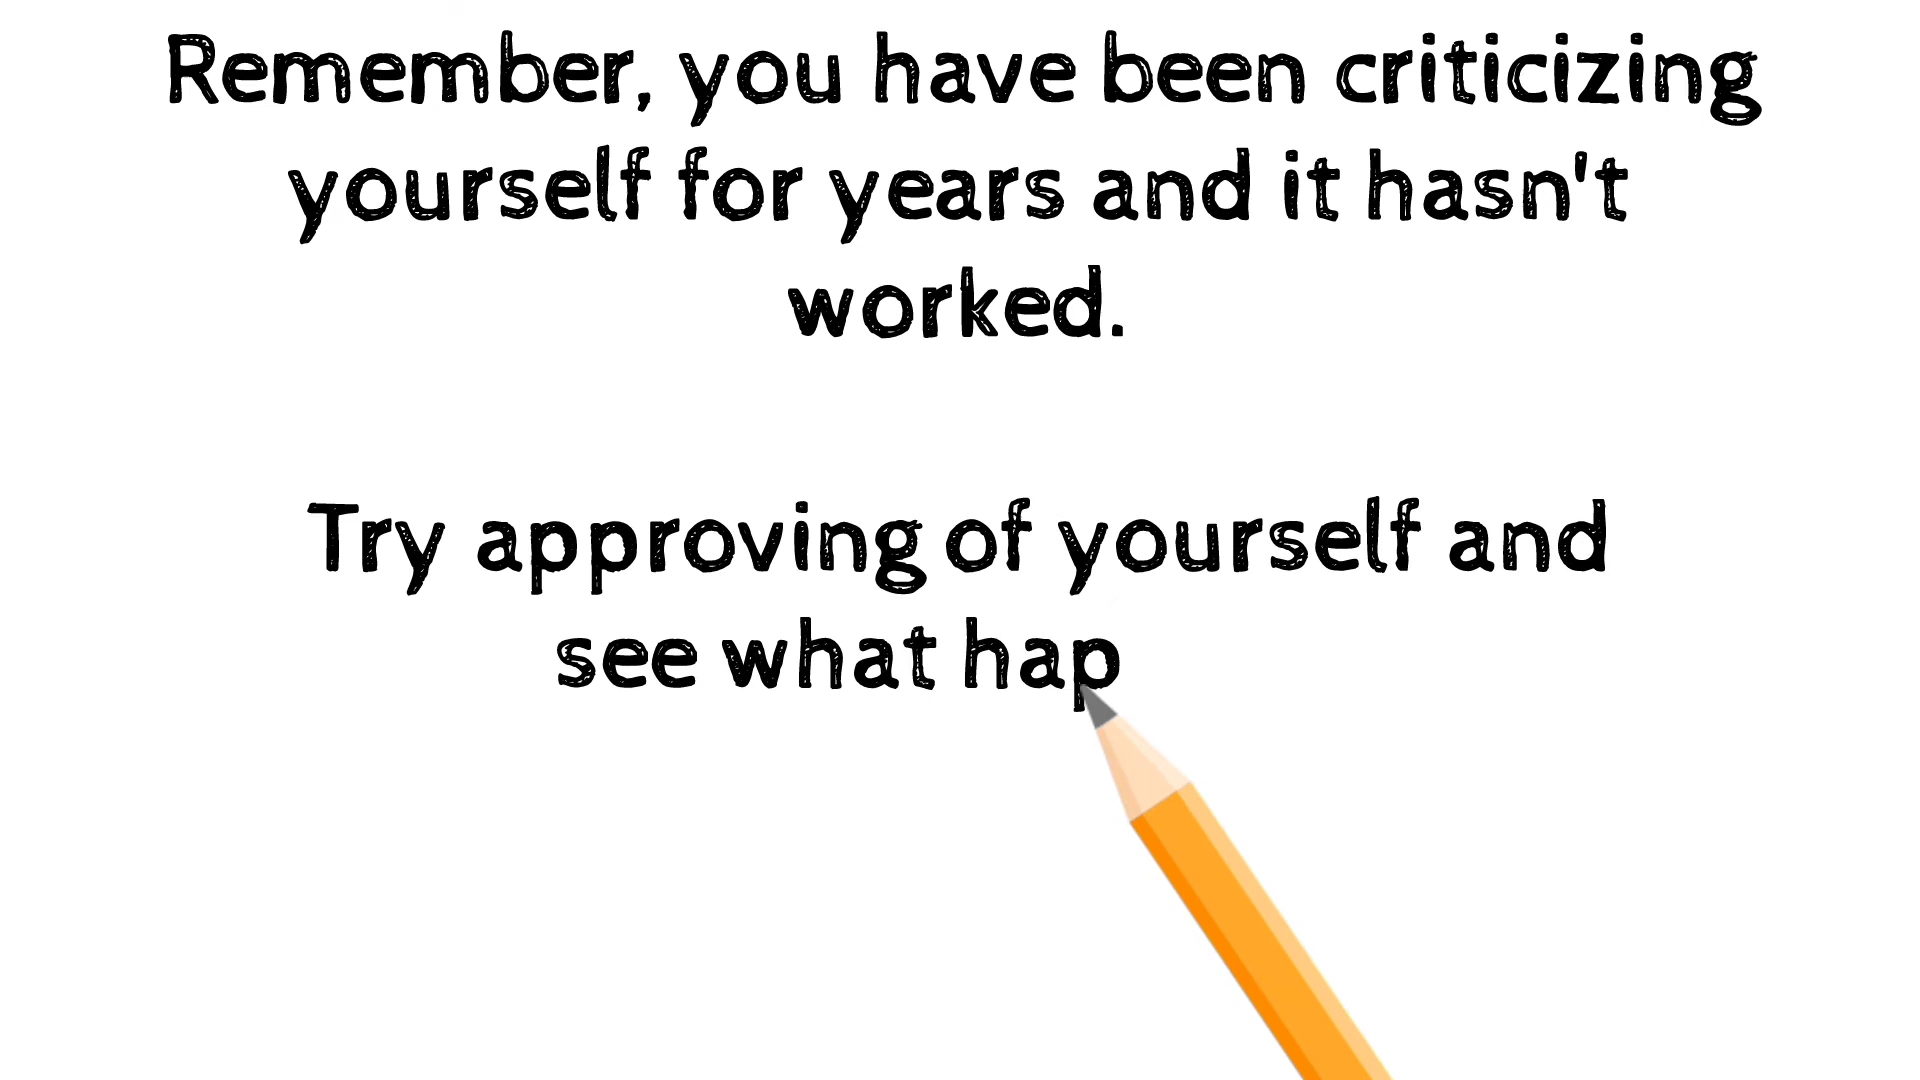 Remember, you have been criticizing
yourself for years and it hasn't
worked.
Try approving of yourself and
see what hap